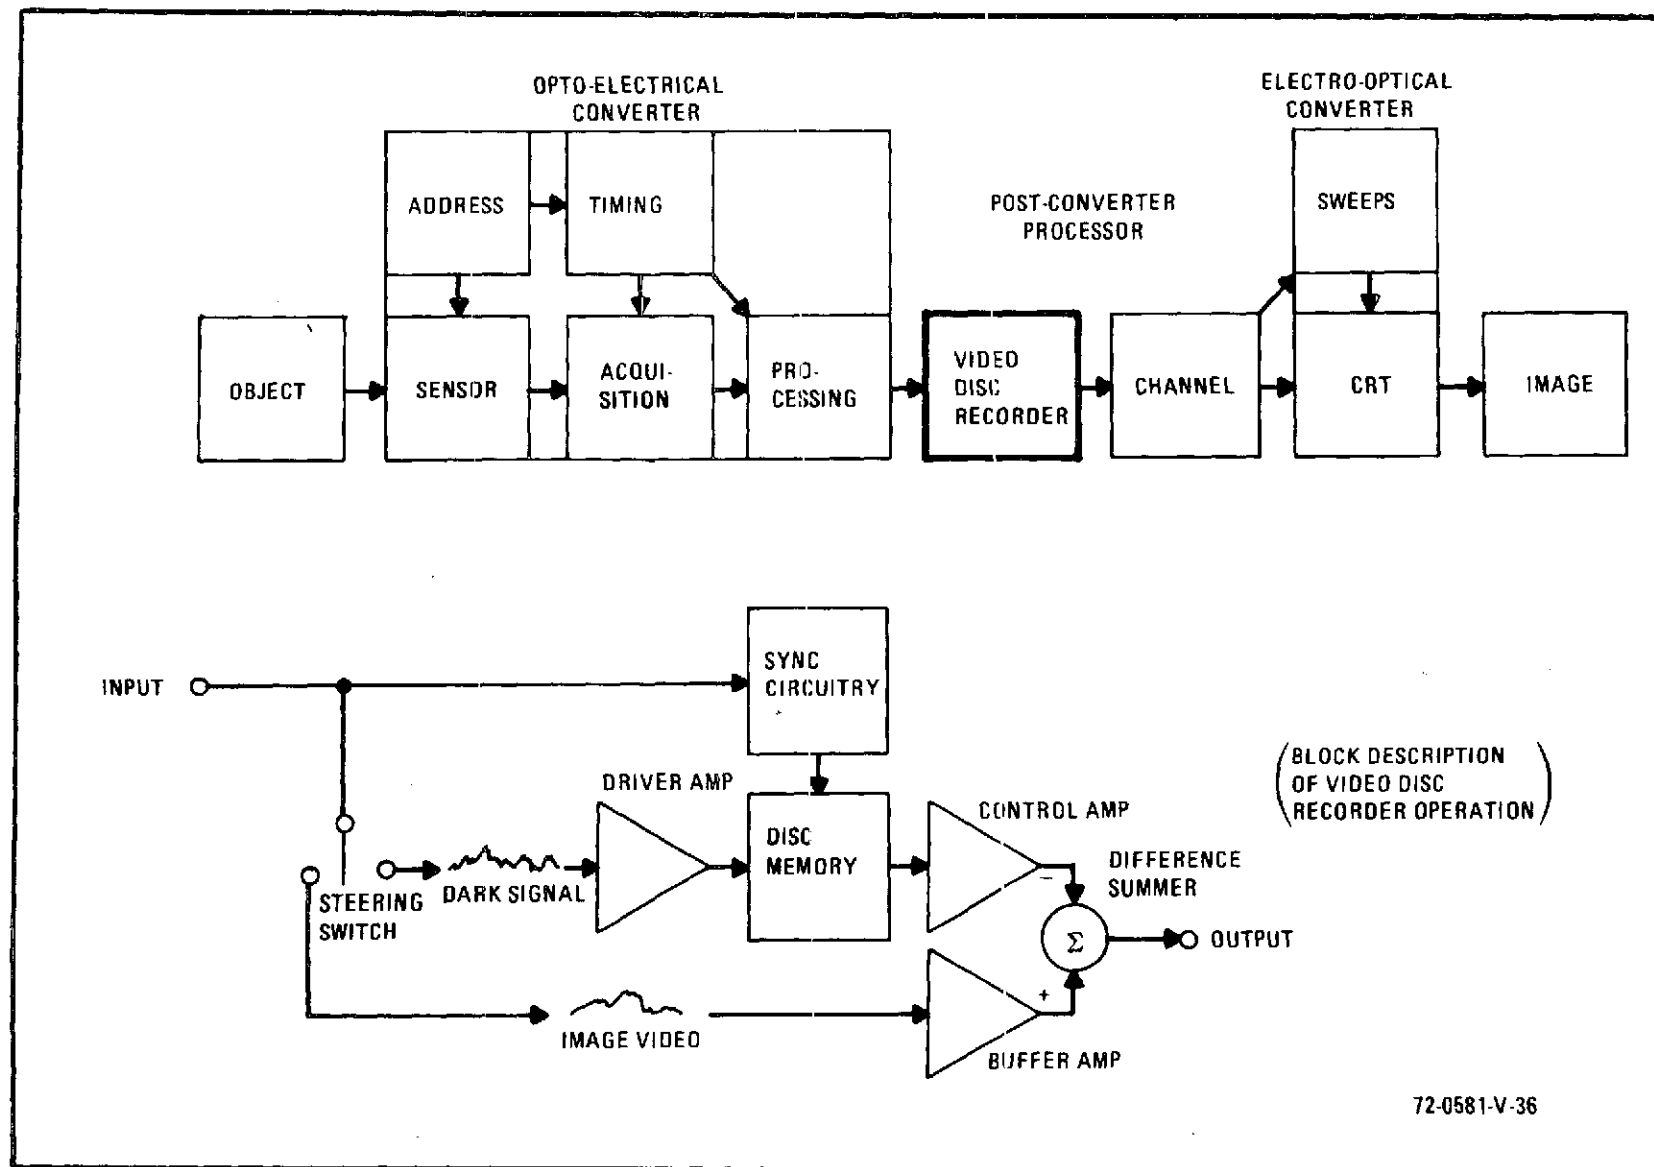 OPTO-ELECTRICAL
CONVERTER
ELECTRO-OPTICAL
CONVERTER
ADDRESS
TIMING
POST-CONVERTER
PROCESSOR
SWEEPS
OBJECT
SENSOR
ACQUI-
SITION
PRO-
CESSING
VIDEO
DISC
RECORDER
CHANNEL
CRT
IMAGE
INPUT
SYNC
CIRCUITRY
(BLOCK DESCRIPTION
OF VIDEO DISC
RECORDER OPERATION)
DRIVER AMP
DISC
MEMORY
CONTROL AMP
DIFFERENCE
SUMMER
STEERING
SWITCH
DARK SIGNAL
−
Σ
OUTPUT
+
IMAGE VIDEO
BUFFER AMP
72-0581-V-36